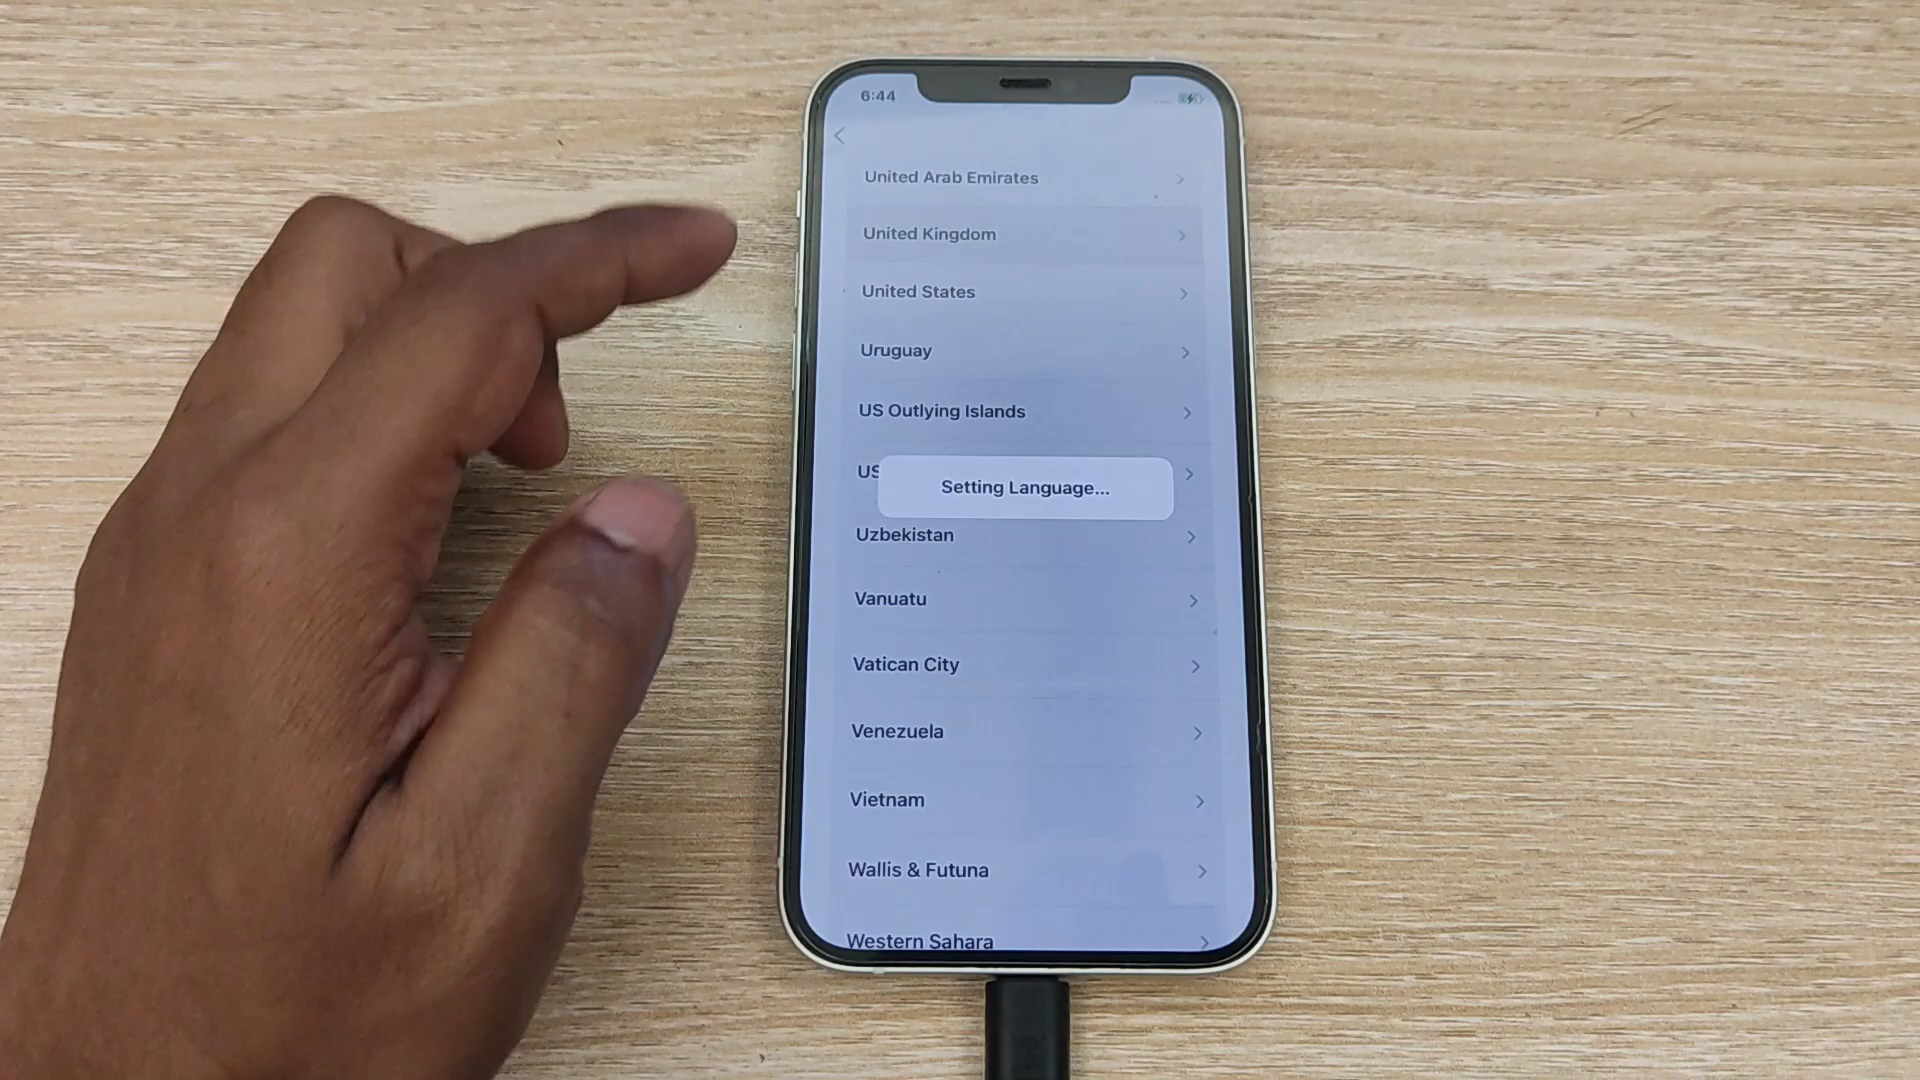 6:44
United Arab Emirates
United Kingdom
United States
Uruguay
US Outlying Islands
US
Setting Language...
Uzbekistan
Vanuatu
Vatican City
Venezuela
Vietnam
Wallis & Futuna
Western Sahara